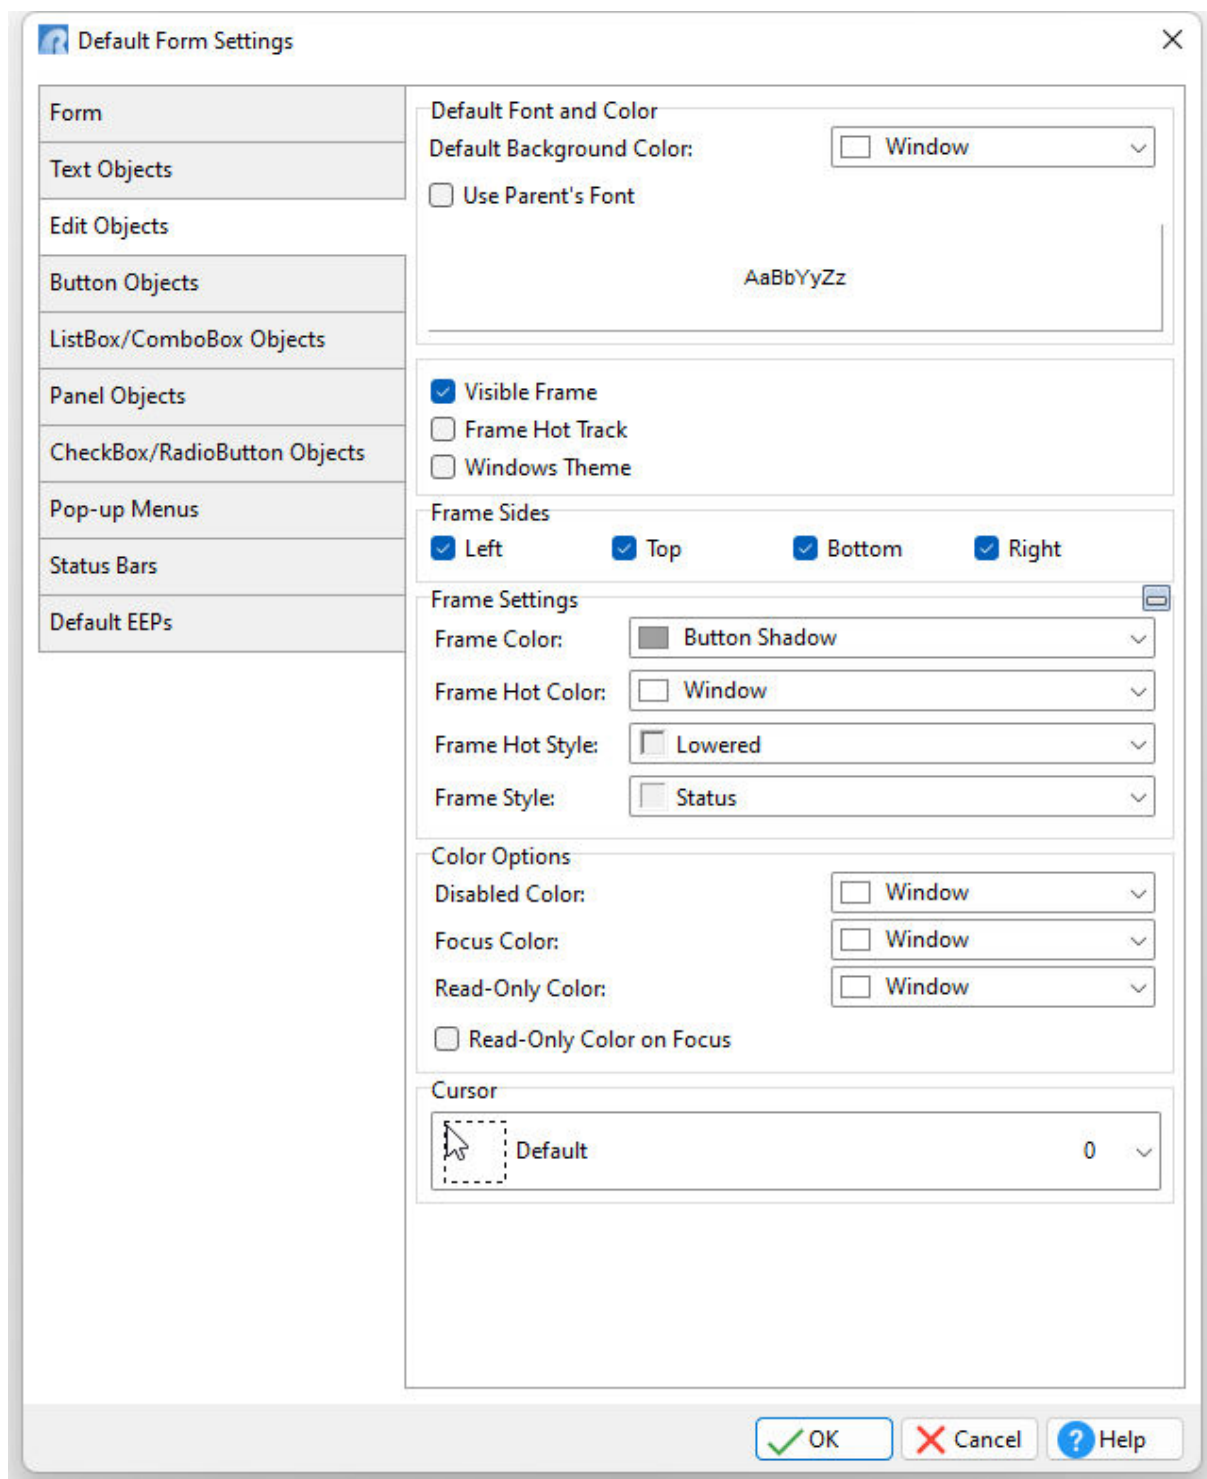 Default Form Settings
Form
Text Objects
Edit Objects
Button Objects
ListBox/ComboBox Objects
Panel Objects
CheckBox/RadioButton Objects
Pop-up Menus
Status Bars
Default EEPs
Default Font and Color
Default Background Color: Window
Use Parent's Font
AaBbYyZz
Visible Frame
Frame Hot Track
Windows Theme
Frame Sides
Left Top Bottom Right
Frame Settings
Frame Color: Button Shadow
Frame Hot Color: Window
Frame Hot Style: Lowered
Frame Style: Status
Color Options
Disabled Color: Window
Focus Color: Window
Read-Only Color: Window
Read-Only Color on Focus
Cursor
Default 0
OK Cancel ? Help